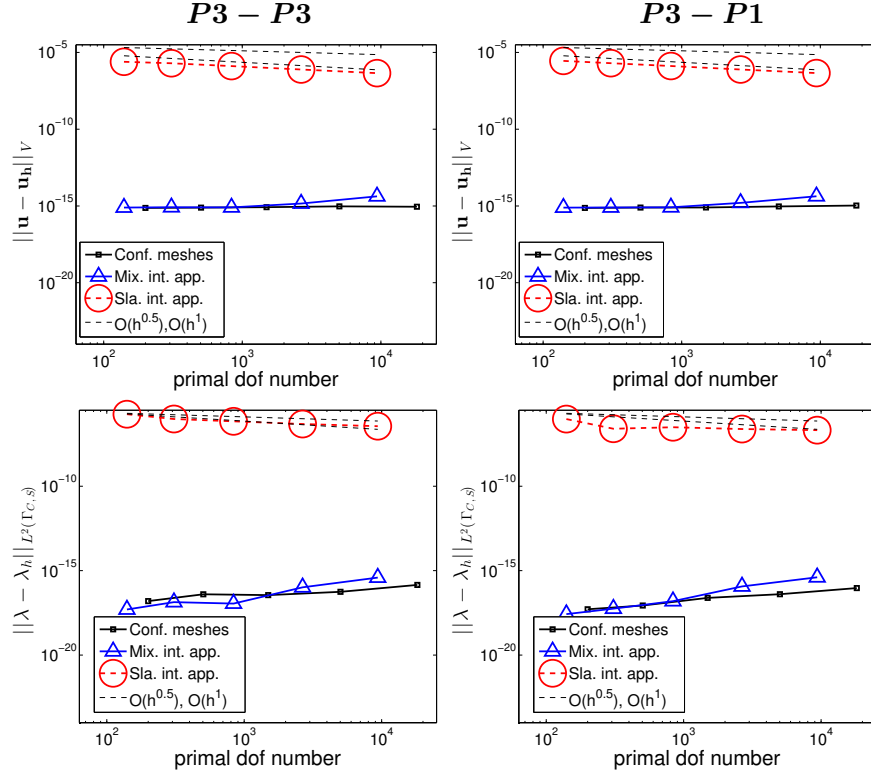 P3 − P3
P3 − P1
10^-5
10^-10
10^-15
10^-20
||u − u_h||_V
Conf. meshes
Mix. int. app.
Sla. int. app.
O(h^0.5),O(h^1)
10^2
10^3
10^4
primal dof number
10^-5
10^-10
10^-15
10^-20
||u − u_h||_V
Conf. meshes
Mix. int. app.
Sla. int. app.
O(h^0.5),O(h^1)
10^2
10^3
10^4
primal dof number
10^-10
10^-15
10^-20
||λ − λ_h||_L^2(Γ_C,s)
Conf. meshes
Mix. int. app.
Sla. int. app.
O(h^0.5), O(h^1)
10^2
10^3
10^4
primal dof number
10^-10
10^-15
10^-20
||λ − λ_h||_L^2(Γ_C,s)
Conf. meshes
Mix. int. app.
Sla. int. app.
O(h^0.5), O(h^1)
10^2
10^3
10^4
primal dof number